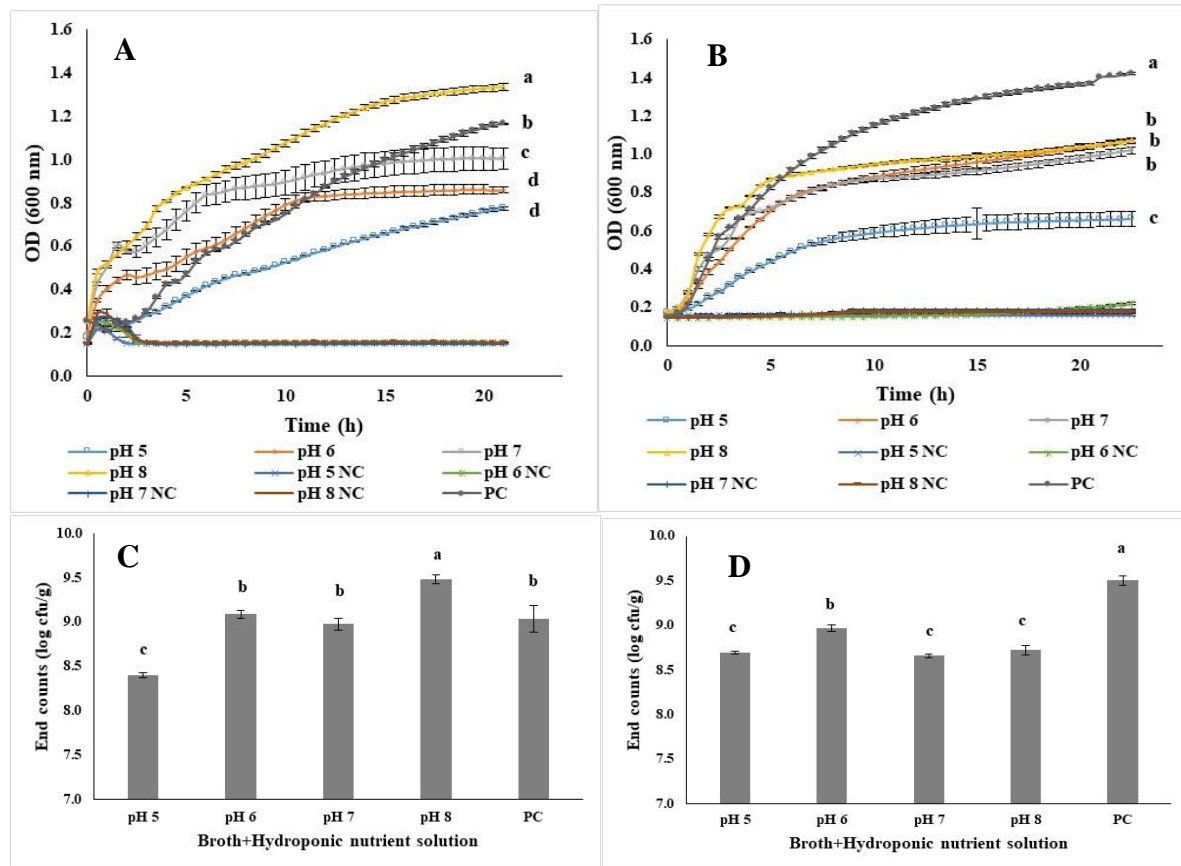 A
1.6
1.4
1.2
1.0
0.8
0.6
0.4
0.2
0.0
OD (600 nm)
a
b
c
d
d
0 5 10 15 20
Time (h)
pH 5 pH 6 pH 7
pH 8 pH 5 NC pH 6 NC
pH 7 NC pH 8 NC PC
B
1.6
1.4
1.2
1.0
0.8
0.6
0.4
0.2
0.0
OD (600 nm)
a
b
b
b
c
0 5 10 15 20
Time (h)
pH 5 pH 6 pH 7
pH 8 pH 5 NC pH 6 NC
pH 7 NC pH 8 NC PC
C
10.0
9.5
9.0
8.5
8.0
7.5
7.0
End counts (log cfu/g)
c b b a b
pH 5 pH 6 pH 7 pH 8 PC
Broth+Hydroponic nutrient solution
D
10.0
9.5
9.0
8.5
8.0
7.5
7.0
End counts (log cfu/g)
c b c c a
pH 5 pH 6 pH 7 pH 8 PC
Broth+Hydroponic nutrient solution